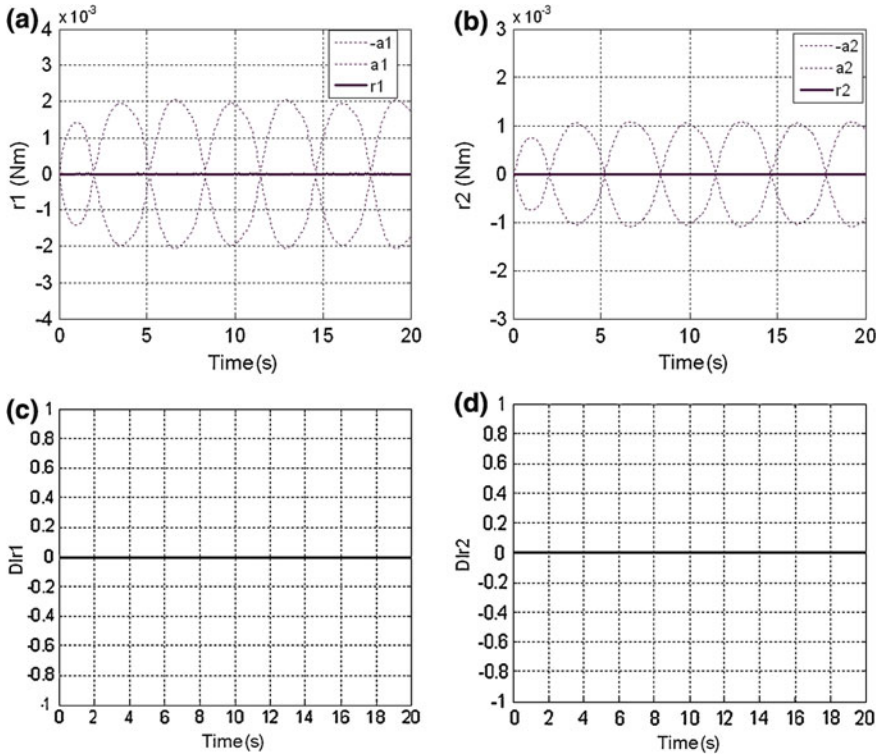 (a)
x 10-3
4
3
2
1
0
-1
-2
-3
-4
r1 (Nm)
-a1
a1
r1
0 5 10 15 20
Time(s)
(b)
x 10-3
3
2
1
0
-1
-2
-3
r2 (Nm)
-a2
a2
r2
0 5 10 15 20
Time(s)
(c)
1
0.8
0.6
0.4
0.2
0
-0.2
-0.4
-0.6
-0.8
-1
DIr1
0 2 4 6 8 10 12 14 16 18 20
Time(s)
(d)
1
0.8
0.6
0.4
0.2
0
-0.2
-0.4
-0.6
-0.8
-1
DIr2
0 2 4 6 8 10 12 14 16 18 20
Time(s)